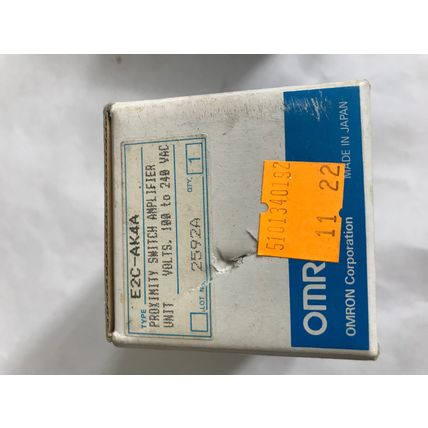 TYPE E2C-AK4A
PROXIMITY SWITCH AMPLIFIER
UNIT VOLTS. 100 to 240 VAC
LOT No. 2592A
QTY. 1
5101340192
11 22
OMR
OMRON Corporation
MADE IN JAPAN